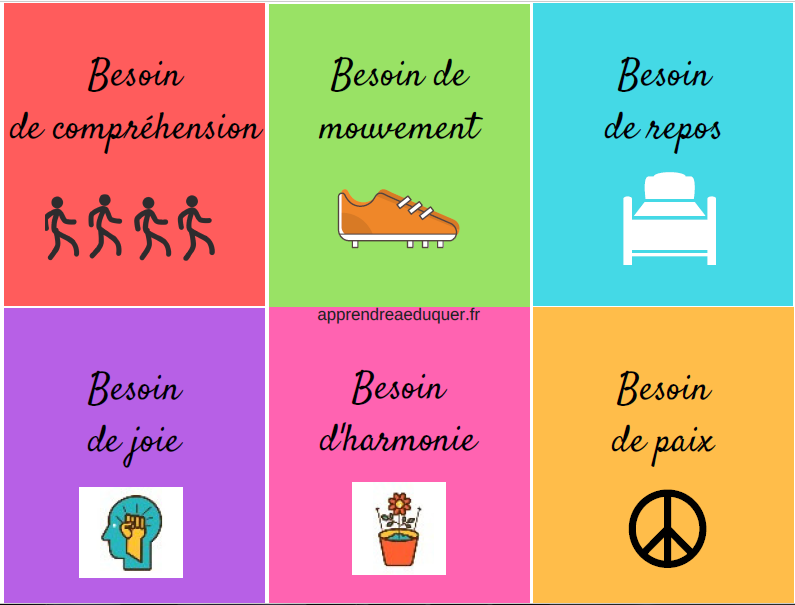 Besoin
de compréhension
Besoin de
mouvement
Besoin
de repos
apprendreaeduquer.fr
Besoin
de joie
Besoin
d'harmonie
Besoin
de paix